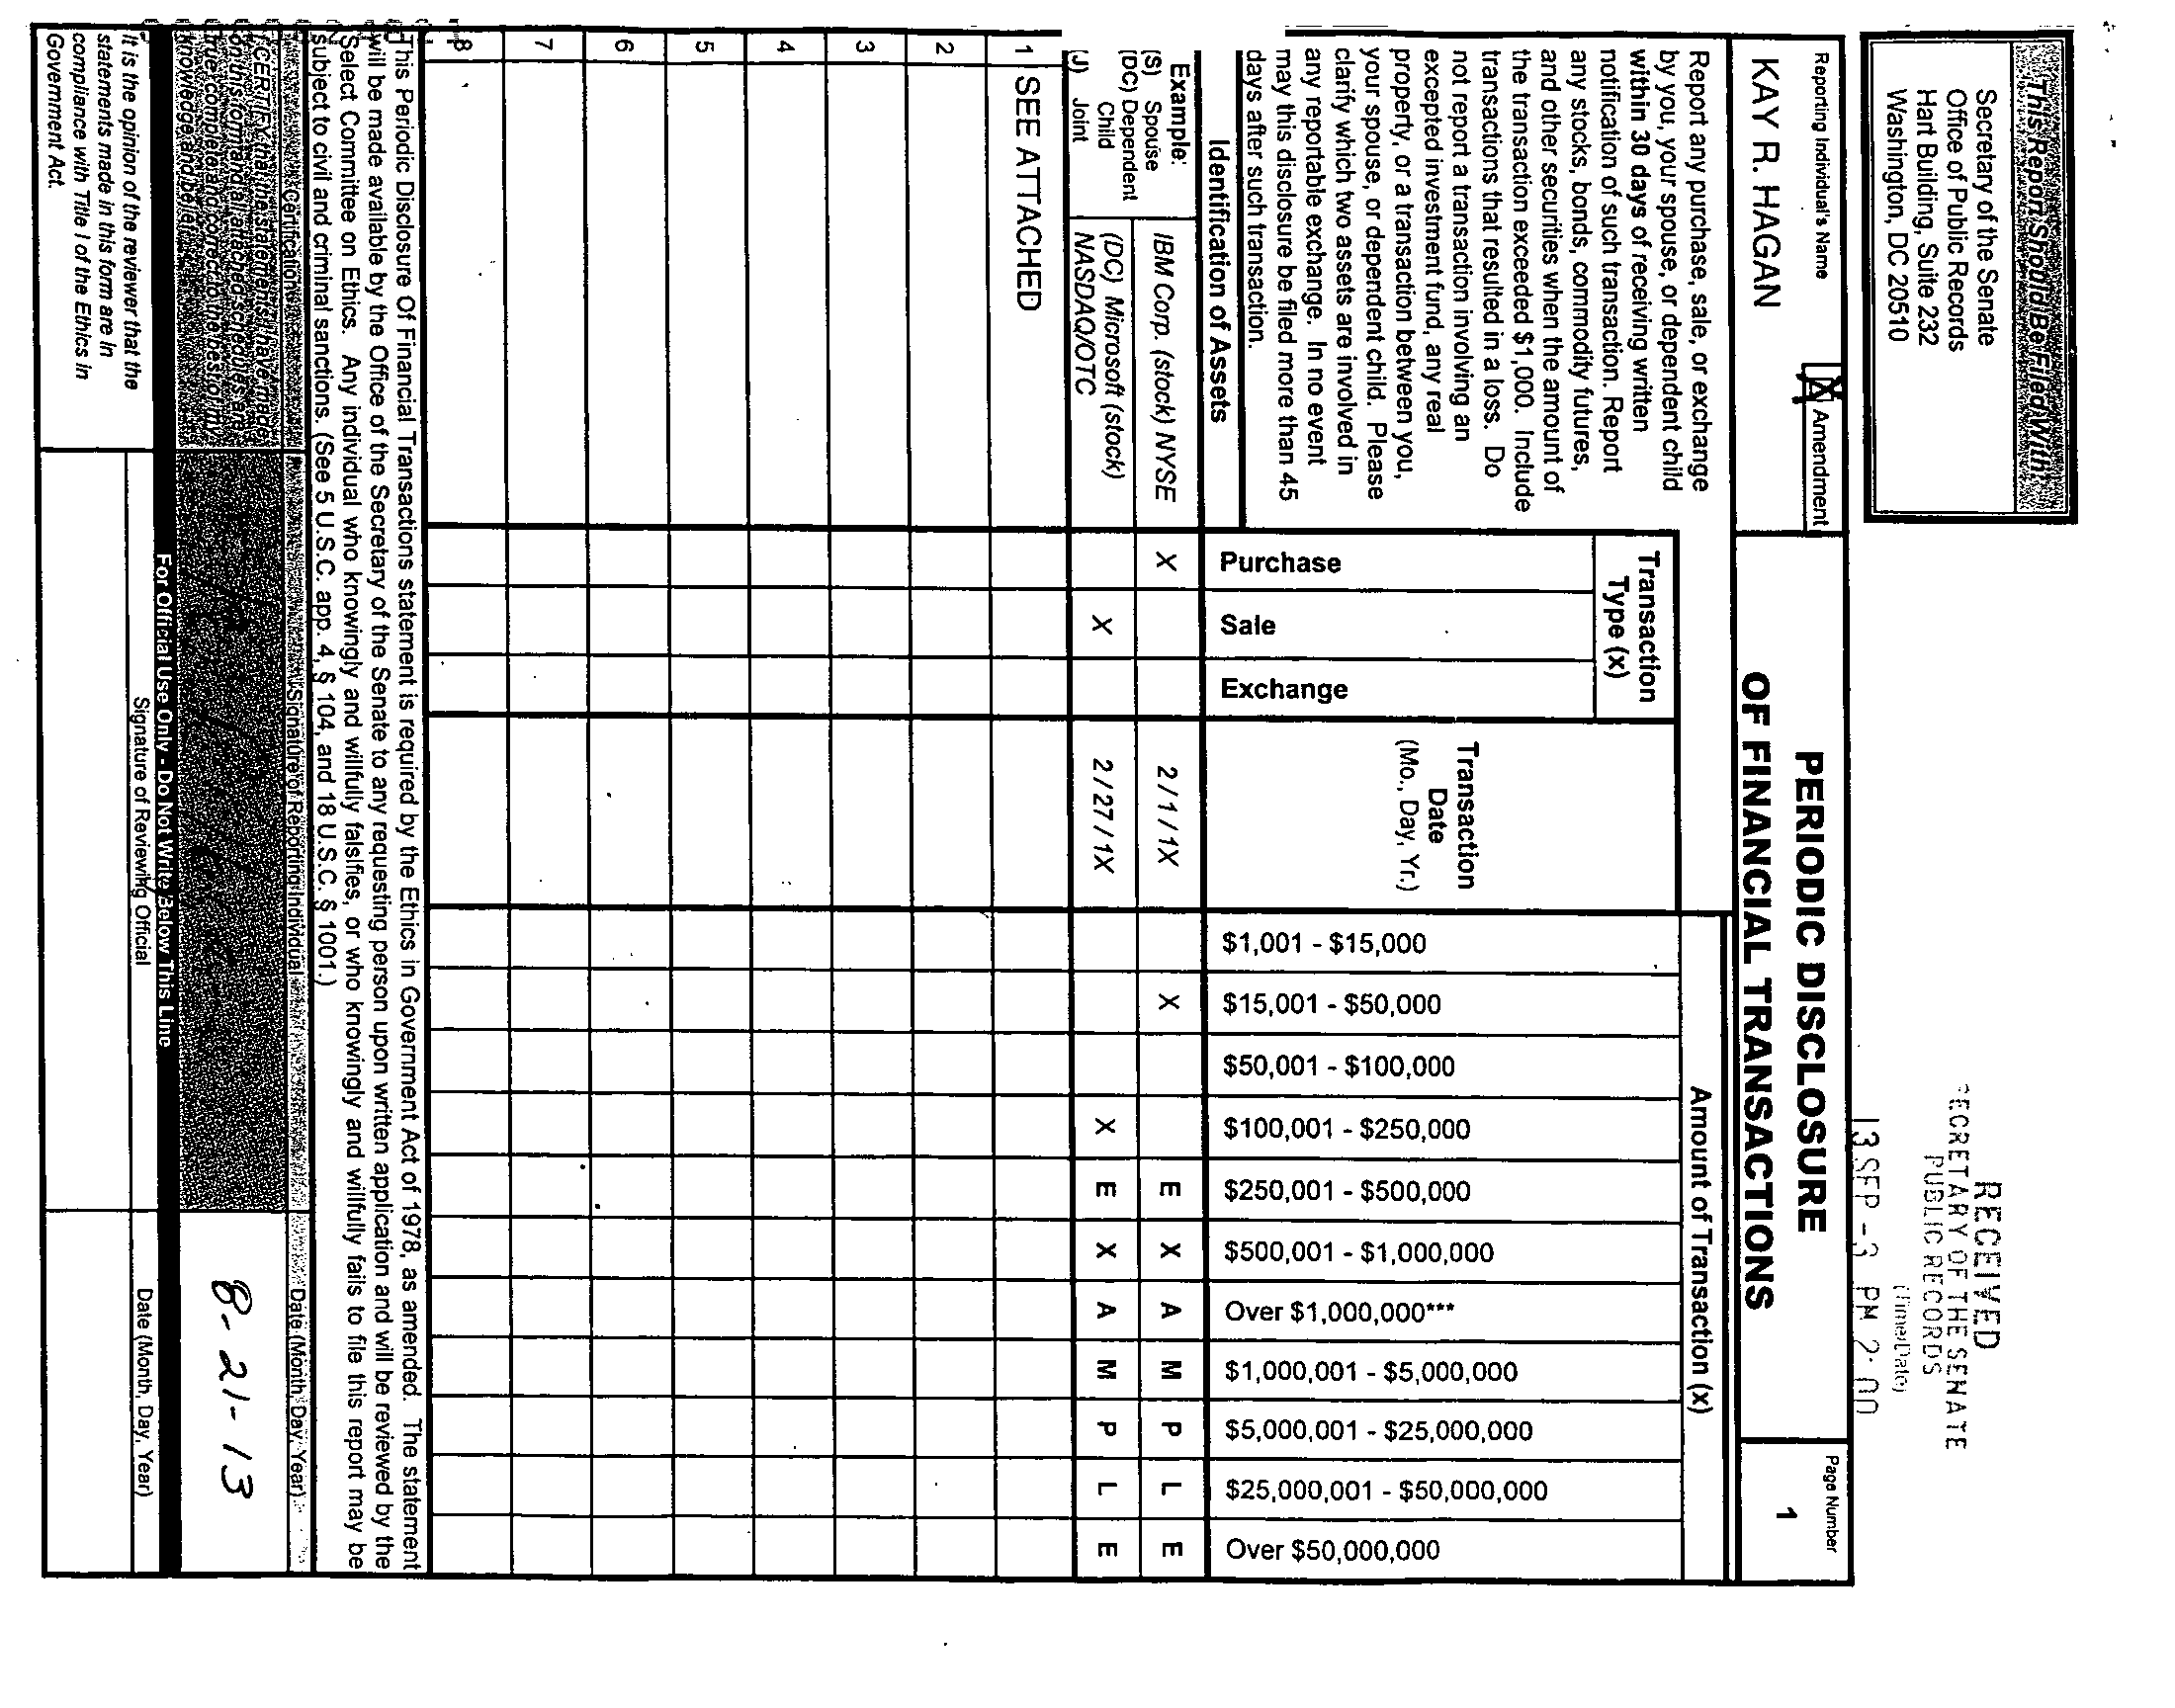 This Report Should Be Filed With:
Secretary of the Senate
Office of Public Records
Hart Building, Suite 232
Washington, DC 20510
RECEIVED
SECRETARY OF THE SENATE
PUBLIC RECORDS
(Time/Date)
13 SEP -3 PM 2:00
Reporting Individual's Name
X Amendment
KAY R. HAGAN
PERIODIC DISCLOSURE
OF FINANCIAL TRANSACTIONS
Page Number
1
Report any purchase, sale, or exchange
by you, your spouse, or dependent child
within 30 days of receiving written
notification of such transaction. Report
any stocks, bonds, commodity futures,
and other securities when the amount of
the transaction exceeded $1,000. Include
transactions that resulted in a loss. Do
not report a transaction involving an
excepted investment fund, any real
property, or a transaction between you,
your spouse, or dependent child. Please
clarify which two assets are involved in
any reportable exchange. In no event
may this disclosure be filed more than 45
days after such transaction.
Identification of Assets
Transaction
Type (x)
Purchase
Sale
Exchange
Transaction
Date
(Mo., Day, Yr.)
Amount of Transaction (x)
$1,001 - $15,000
$15,001 - $50,000
$50,001 - $100,000
$100,001 - $250,000
$250,001 - $500,000
$500,001 - $1,000,000
Over $1,000,000***
$1,000,001 - $5,000,000
$5,000,001 - $25,000,000
$25,000,001 - $50,000,000
Over $50,000,000
Example:
(S) Spouse
(DC) Dependent
Child
(J) Joint
IBM Corp. (stock) NYSE X 2 / 1 / 1X X E X A M P L E
(DC) Microsoft (stock)
NASDAQ/OTC X 2 / 27 / 1X X E X A M P L E
1 SEE ATTACHED
2
3
4
5
6
7
8
This Periodic Disclosure Of Financial Transactions statement is required by the Ethics in Government Act of 1978, as amended. The statement
will be made available by the Office of the Secretary of the Senate to any requesting person upon written application and will be reviewed by the
Select Committee on Ethics. Any individual who knowingly and willfully falsifies, or who knowingly and willfully fails to file this report may be
subject to civil and criminal sanctions. (See 5 U.S.C. app. 4, § 104, and 18 U.S.C. § 1001.)
Certification
Signature of Reporting Individual
Date (Month, Day, Year)
I CERTIFY that the statements I have made
on this form and all attached schedules are
true, complete and correct to the best of my
knowledge and belief.
8-21-13
For Official Use Only - Do Not Write Below This Line
It is the opinion of the reviewer that the
statements made in this form are in
compliance with Title I of the Ethics in
Government Act.
Signature of Reviewing Official
Date (Month, Day, Year)